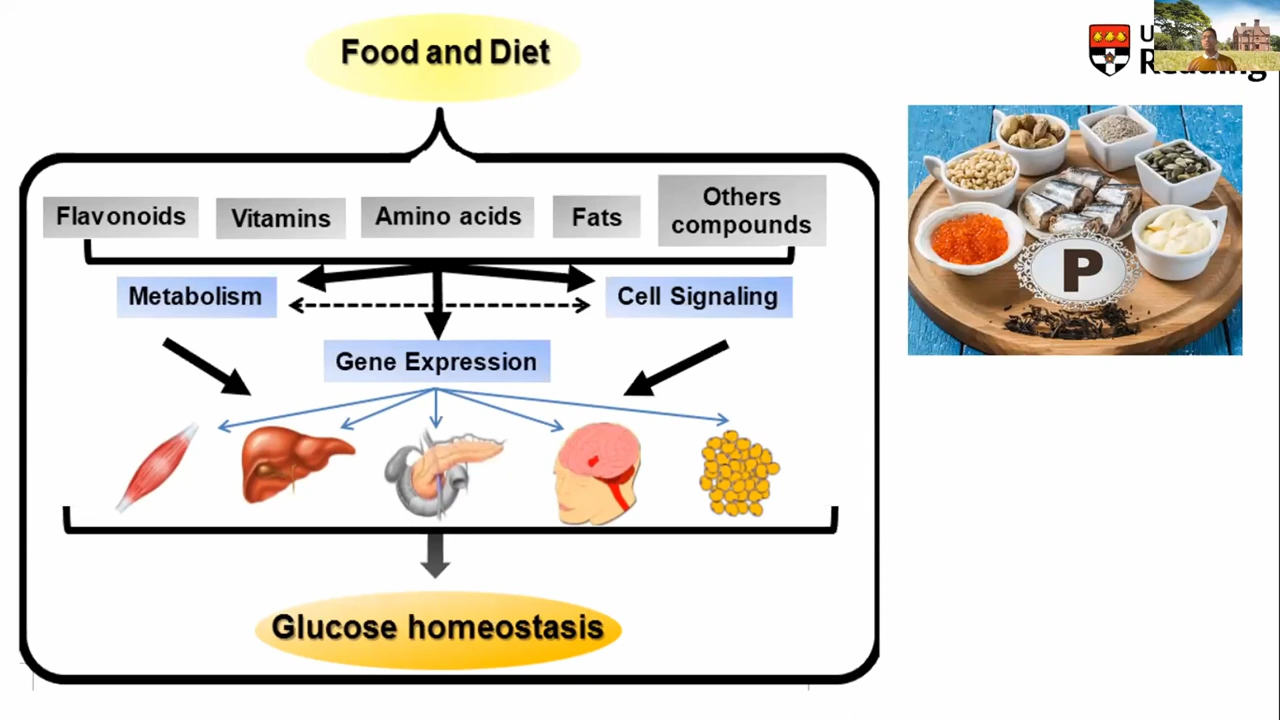 Food and Diet
Flavonoids
Vitamins
Amino acids
Fats
Others
compounds
Metabolism
Cell Signaling
Gene Expression
Glucose homeostasis
P